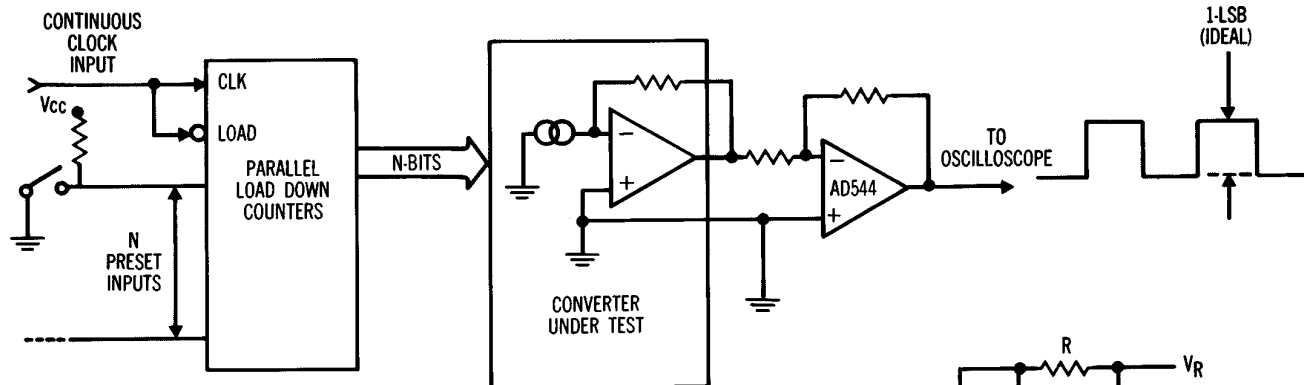 CONTINUOUS
CLOCK
INPUT
Vcc
CLK
LOAD
PARALLEL
LOAD DOWN
COUNTERS
N
PRESET
INPUTS
N-BITS
−
+
CONVERTER
UNDER TEST
−
AD544
+
TO
OSCILLOSCOPE
1-LSB
(IDEAL)
R
VR